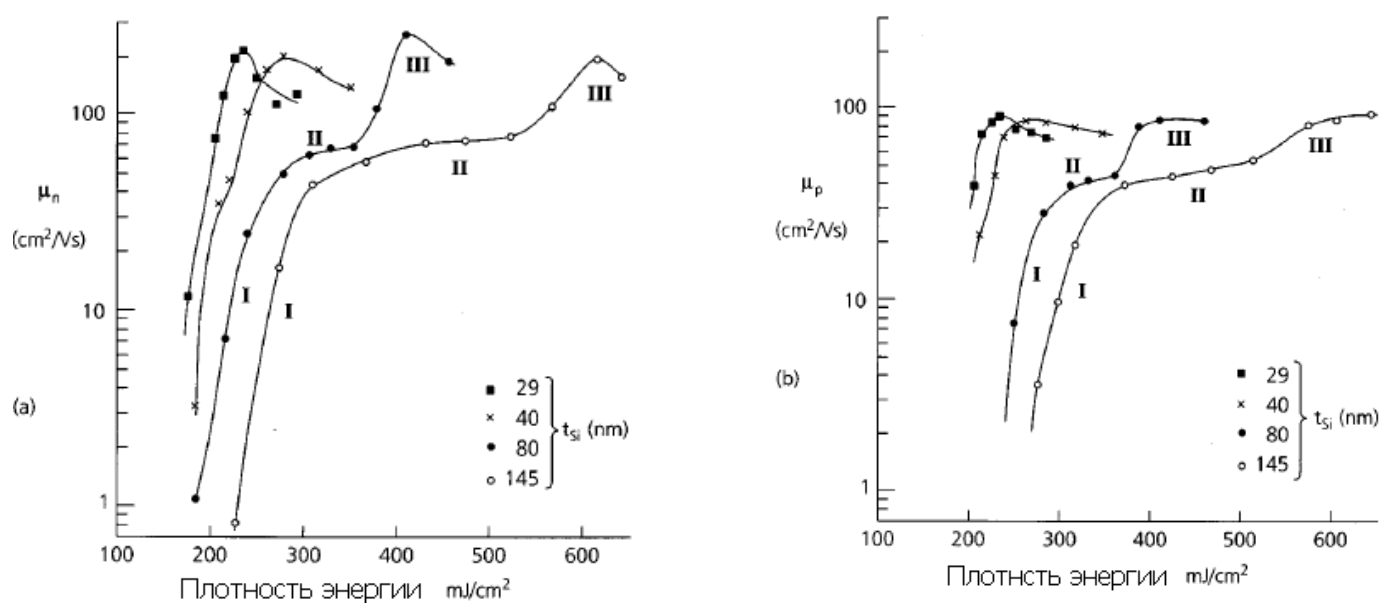 100
10
1
μn
(cm²/Vs)
(a)
I
I
II
II
III
III
29
40
80
145
tSi (nm)
100 200 300 400 500 600
Плотность энергии mJ/cm²
100
10
1
μp
(cm²/Vs)
(b)
I
I
II
II
III
III
29
40
80
145
tSi (nm)
100 200 300 400 500 600
Плотнсть энергии mJ/cm²